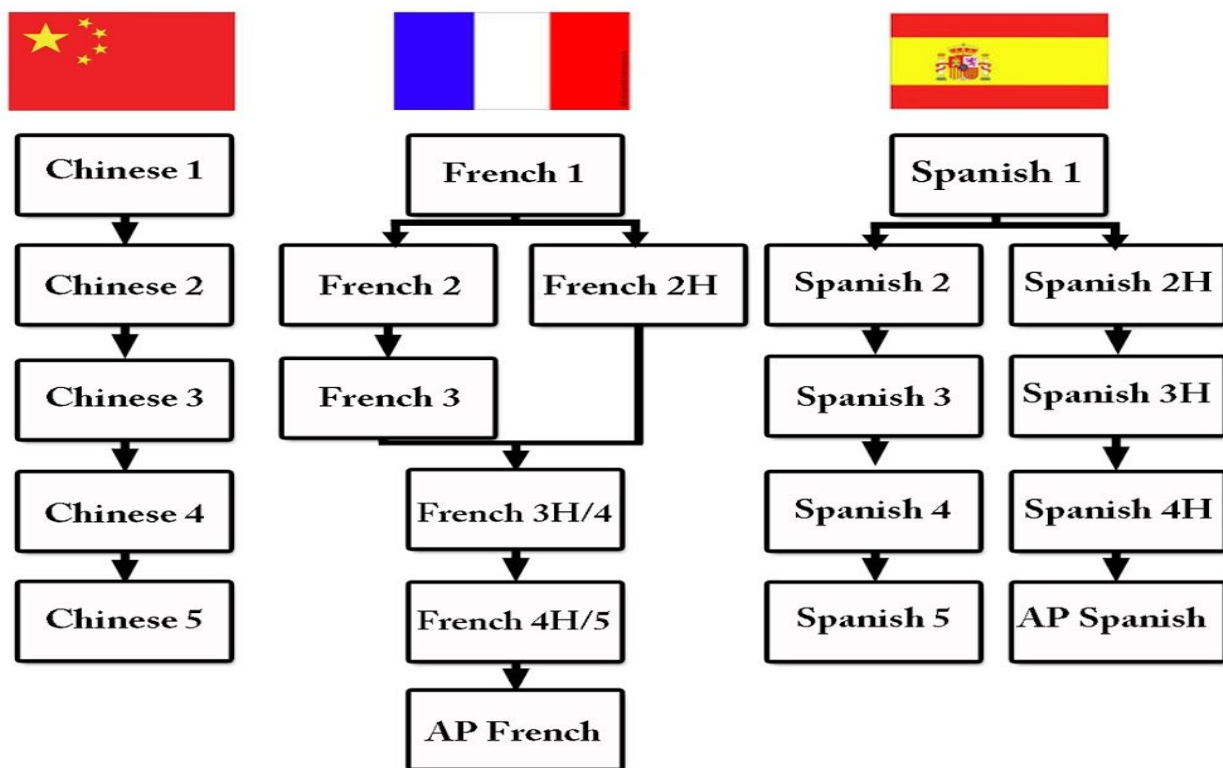 Chinese 1
Chinese 2
Chinese 3
Chinese 4
Chinese 5
French 1
French 2
French 2H
French 3
French 3H/4
French 4H/5
AP French
Spanish 1
Spanish 2
Spanish 2H
Spanish 3
Spanish 3H
Spanish 4
Spanish 4H
Spanish 5
AP Spanish